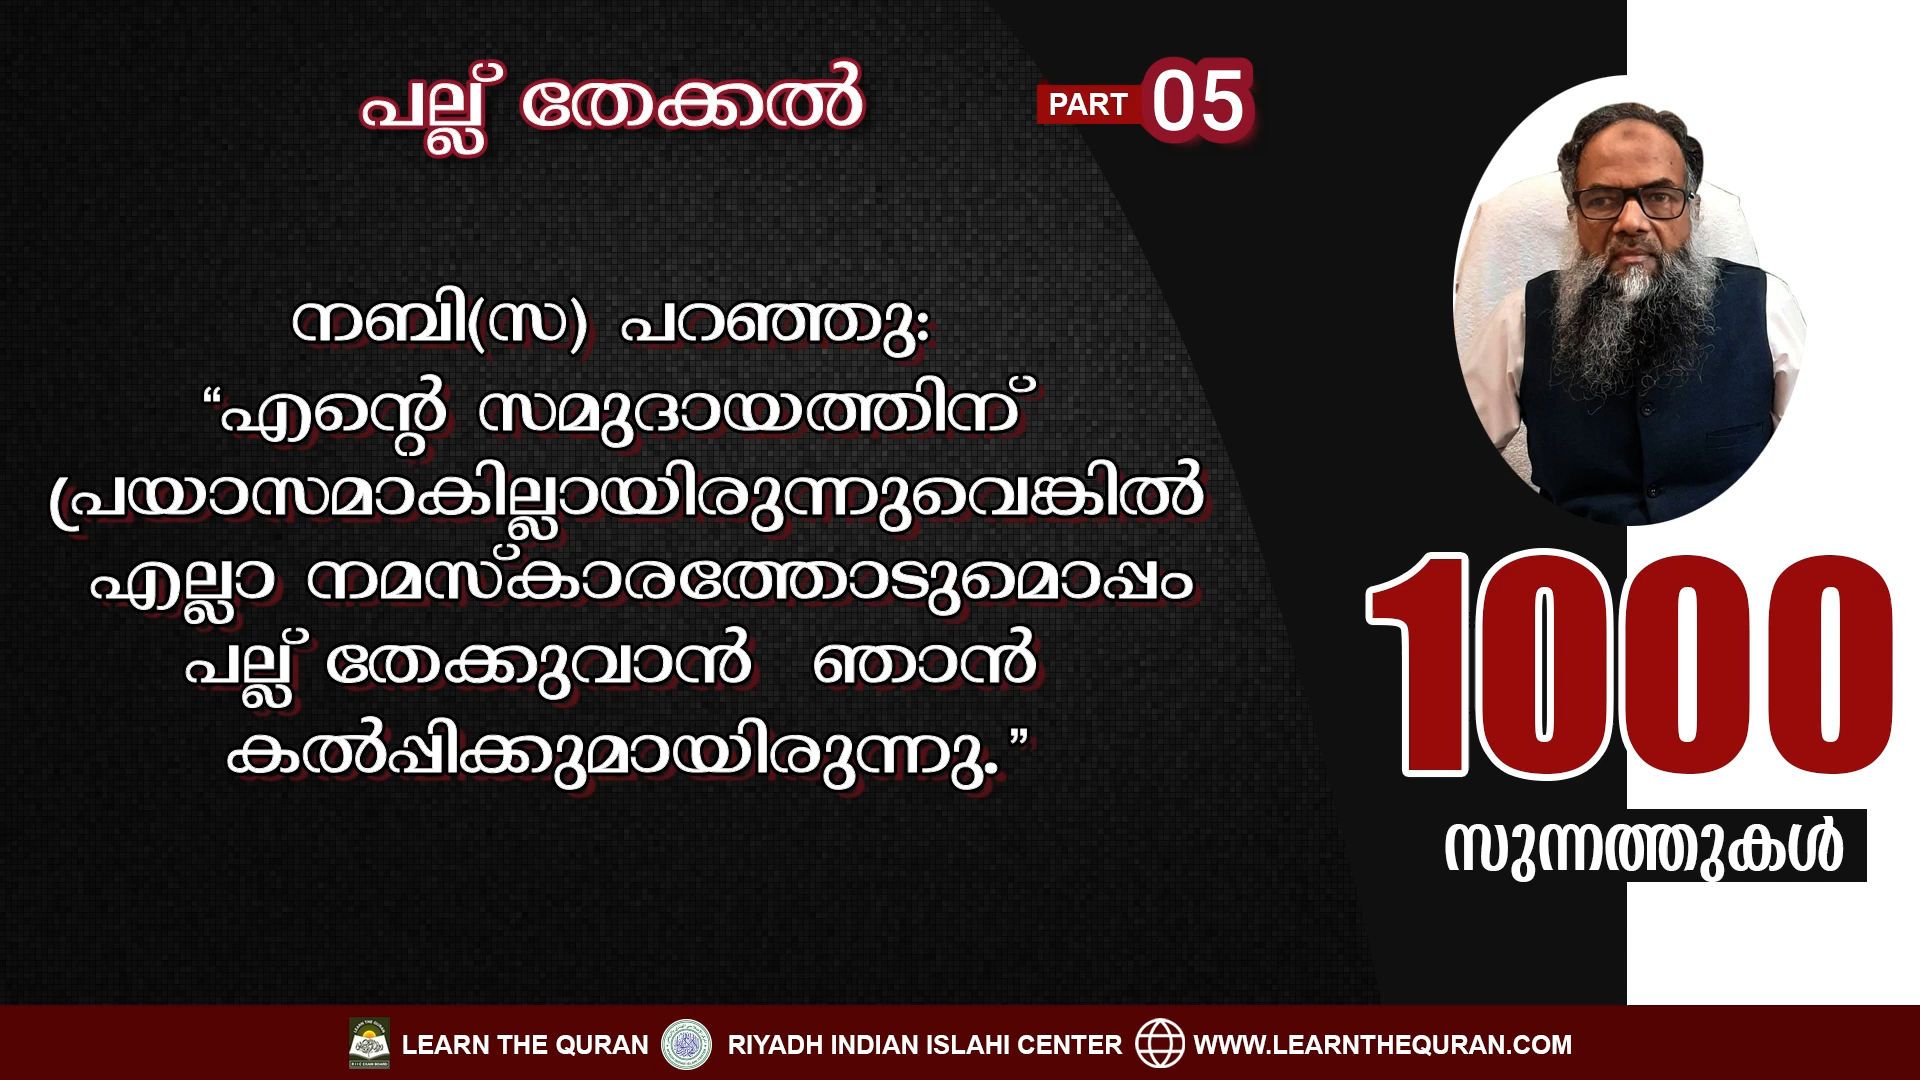 പല്ല് തേക്കൽ
PART 05
നബി(സ) പറഞ്ഞു:
“എന്റെ സമുദായത്തിന്
പ്രയാസമാകില്ലായിരുന്നുവെങ്കിൽ
എല്ലാ നമസ്കാരത്തോടുമൊപ്പം
പല്ല് തേക്കുവാൻ ഞാൻ
കൽപ്പിക്കുമായിരുന്നു.”
1000
സുന്നത്തുകൾ
LEARN THE QURAN RIYADH INDIAN ISLAHI CENTER WWW.LEARNTHEQURAN.COM